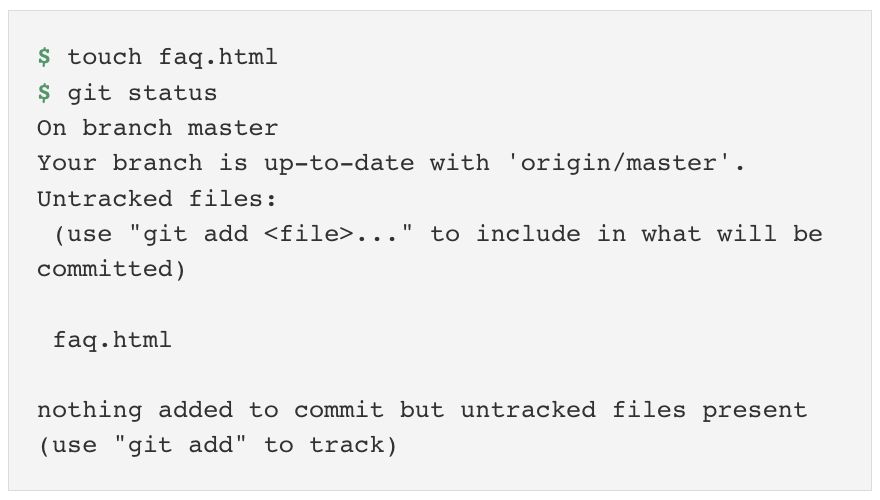 $ touch faq.html
$ git status
On branch master
Your branch is up-to-date with 'origin/master'.
Untracked files:
 (use "git add <file>..." to include in what will be
committed)

 faq.html

nothing added to commit but untracked files present
(use "git add" to track)